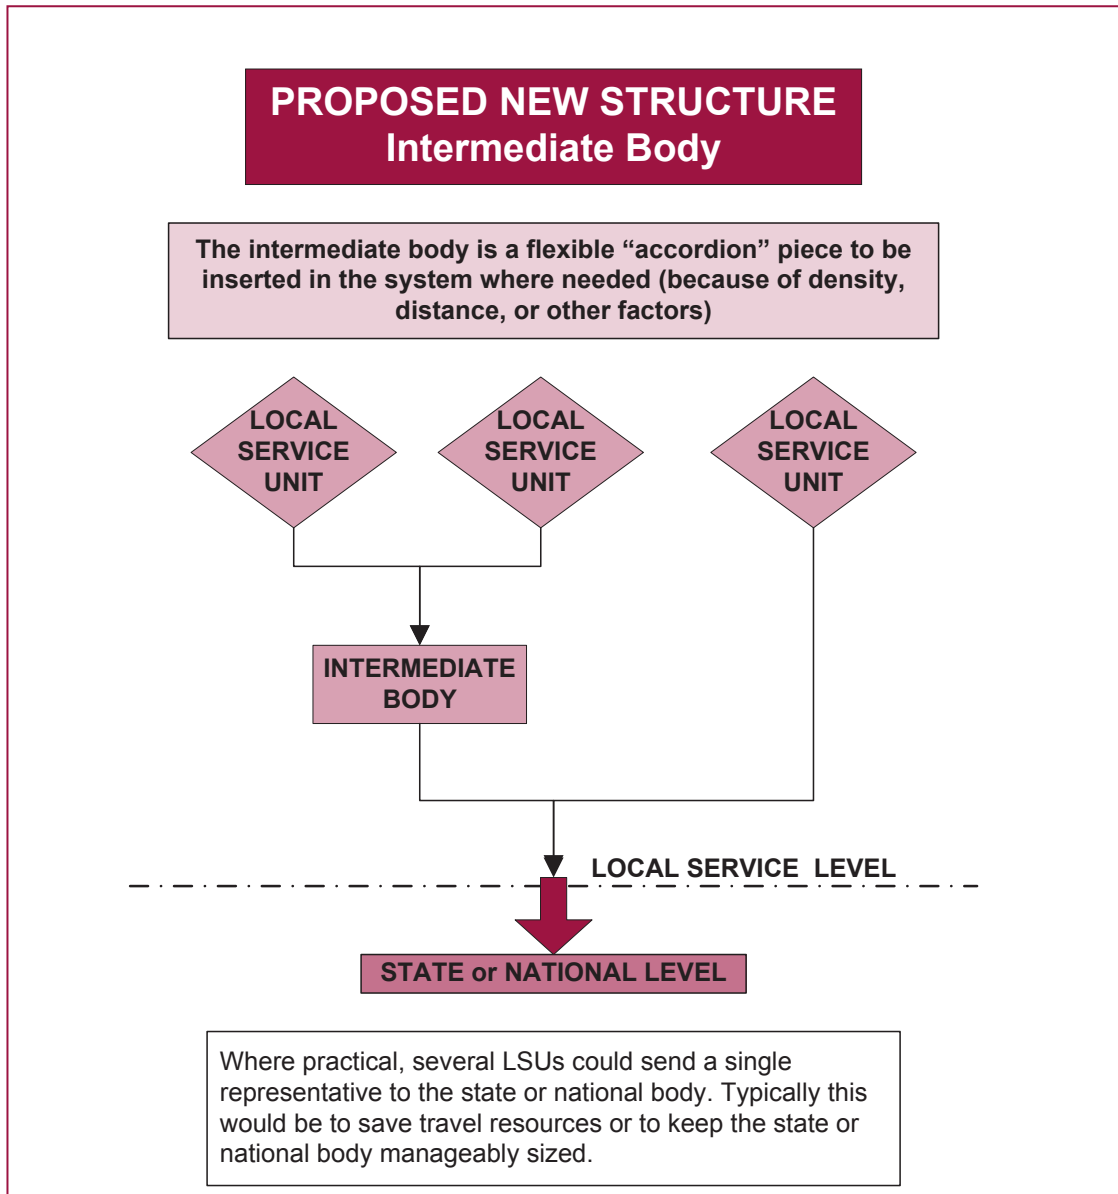 PROPOSED NEW STRUCTURE
Intermediate Body
The intermediate body is a flexible “accordion” piece to be
inserted in the system where needed (because of density,
distance, or other factors)
LOCAL
SERVICE
UNIT
LOCAL
SERVICE
UNIT
LOCAL
SERVICE
UNIT
INTERMEDIATE
BODY
LOCAL SERVICE LEVEL
STATE or NATIONAL LEVEL
Where practical, several LSUs could send a single
representative to the state or national body. Typically this
would be to save travel resources or to keep the state or
national body manageably sized.